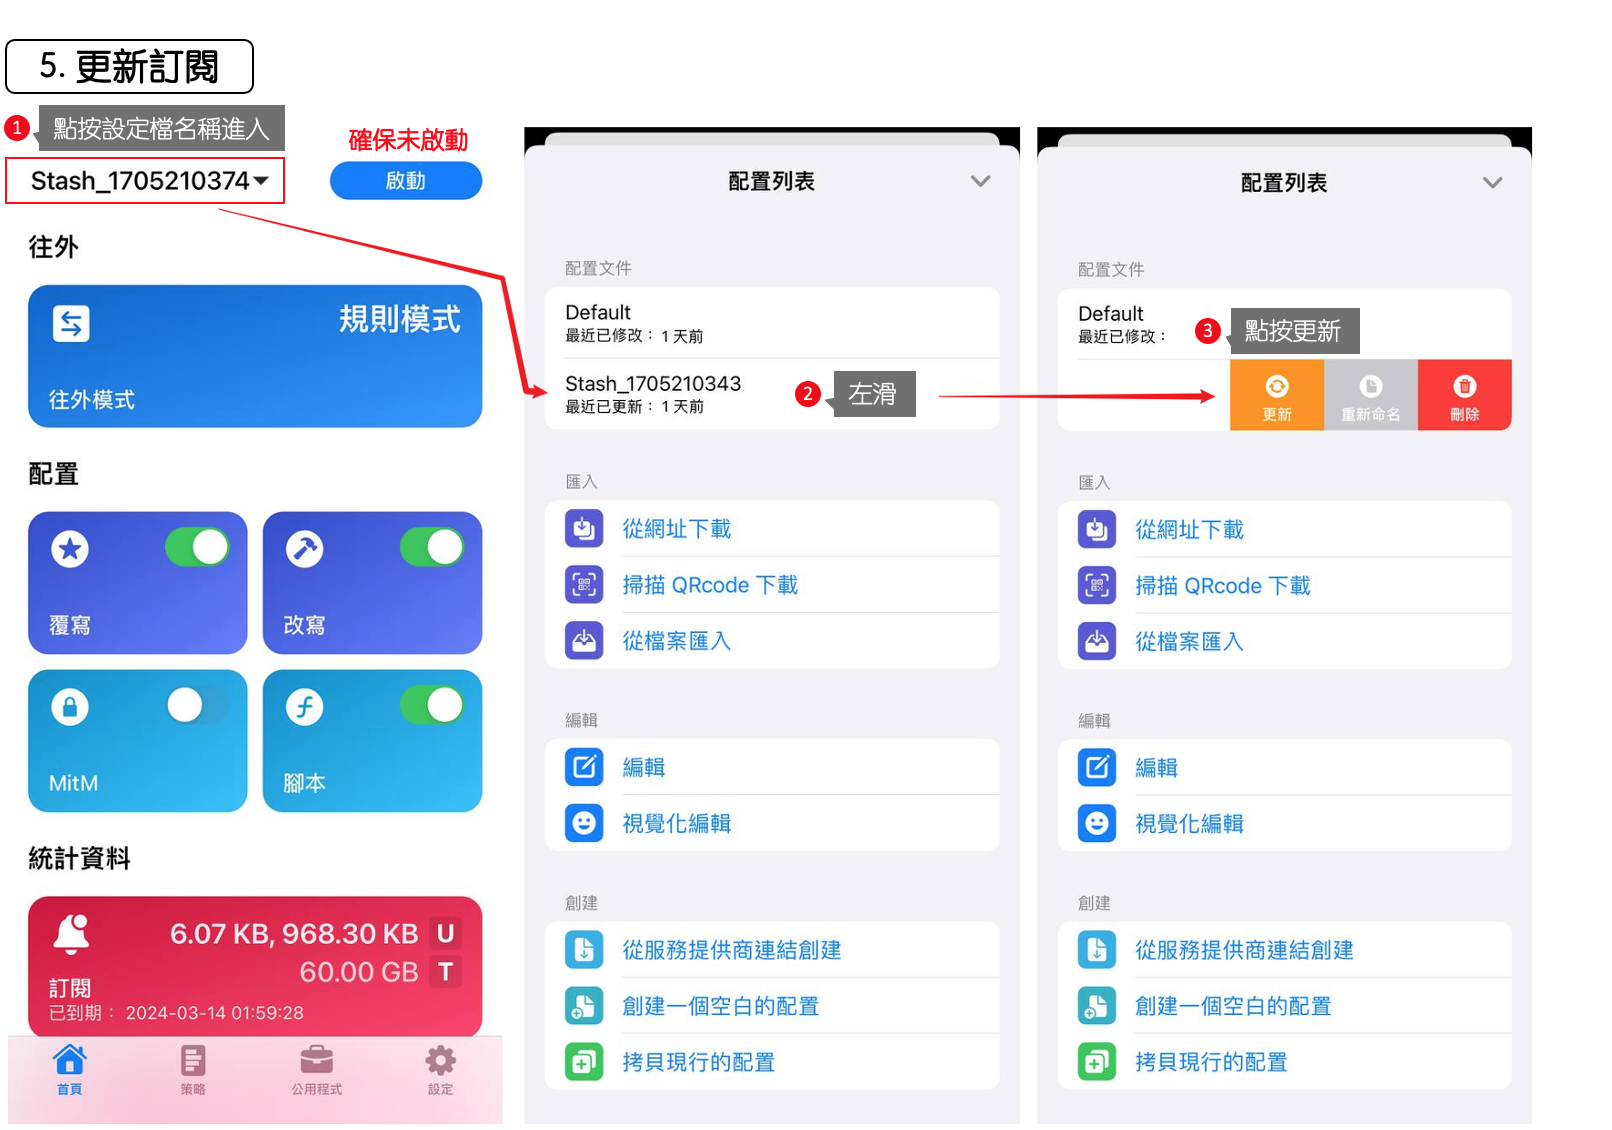 5. 更新訂閱
1 點按設定檔名稱進入
確保未啟動
Stash_1705210374
啟動
往外
規則模式
往外模式
配置
覆寫
改寫
MitM
腳本
統計資料
6.07 KB, 968.30 KB U
60.00 GB T
訂閱
已到期： 2024-03-14 01:59:28
首頁
策略
公用程式
設定
配置列表
配置文件
Default
最近已修改： 1 天前
Stash_1705210343
最近已更新： 1 天前
2 左滑
匯入
從網址下載
掃描 QRcode 下載
從檔案匯入
編輯
編輯
視覺化編輯
創建
從服務提供商連結創建
創建一個空白的配置
拷貝現行的配置
配置列表
配置文件
Default
最近已修改：
3 點按更新
更新
重新命名
刪除
匯入
從網址下載
掃描 QRcode 下載
從檔案匯入
編輯
編輯
視覺化編輯
創建
從服務提供商連結創建
創建一個空白的配置
拷貝現行的配置